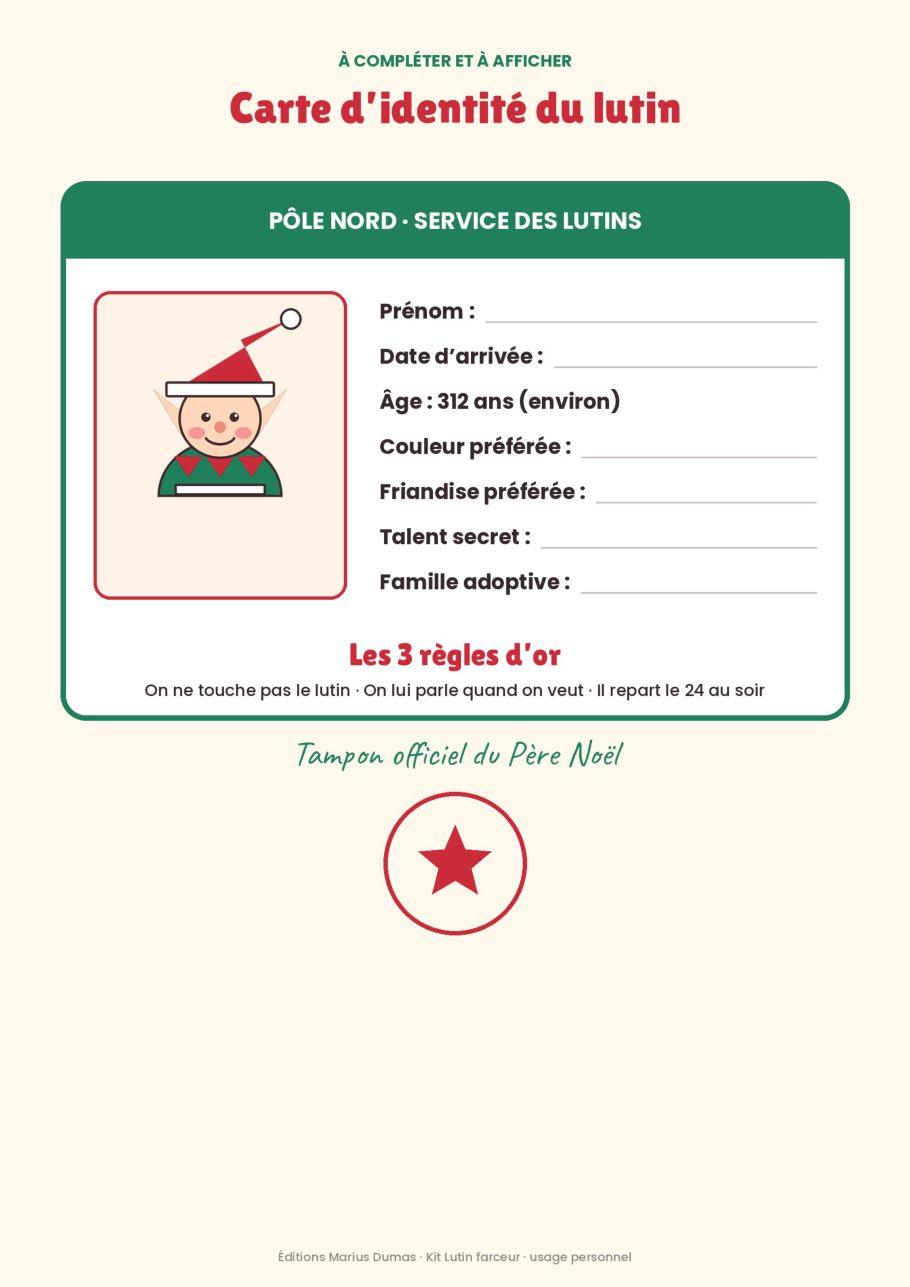 À COMPLÉTER ET À AFFICHER
Carte d’identité du lutin
PÔLE NORD · SERVICE DES LUTINS
Prénom :
Date d’arrivée :
Âge : 312 ans (environ)
Couleur préférée :
Friandise préférée :
Talent secret :
Famille adoptive :
Les 3 règles d’or
On ne touche pas le lutin · On lui parle quand on veut · Il repart le 24 au soir
Tampon officiel du Père Noël
Éditions Marius Dumas · Kit Lutin farceur · usage personnel